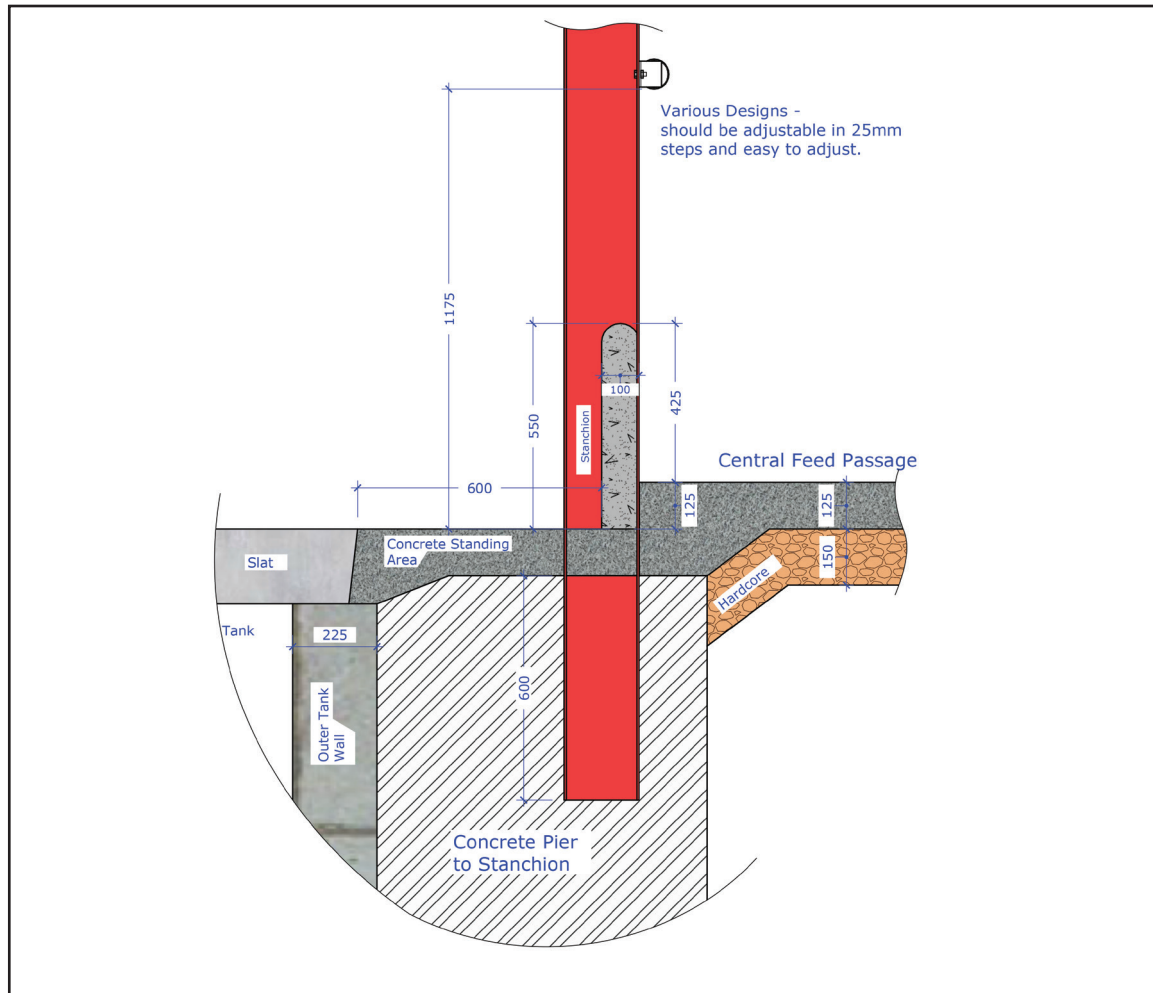 Various Designs -
should be adjustable in 25mm
steps and easy to adjust.
1175
550
Stanchion
100
425
Central Feed Passage
600
125
125
Slat
Concrete Standing
Area
150
Hardcore
Tank
225
Outer Tank
Wall
600
Concrete Pier
to Stanchion